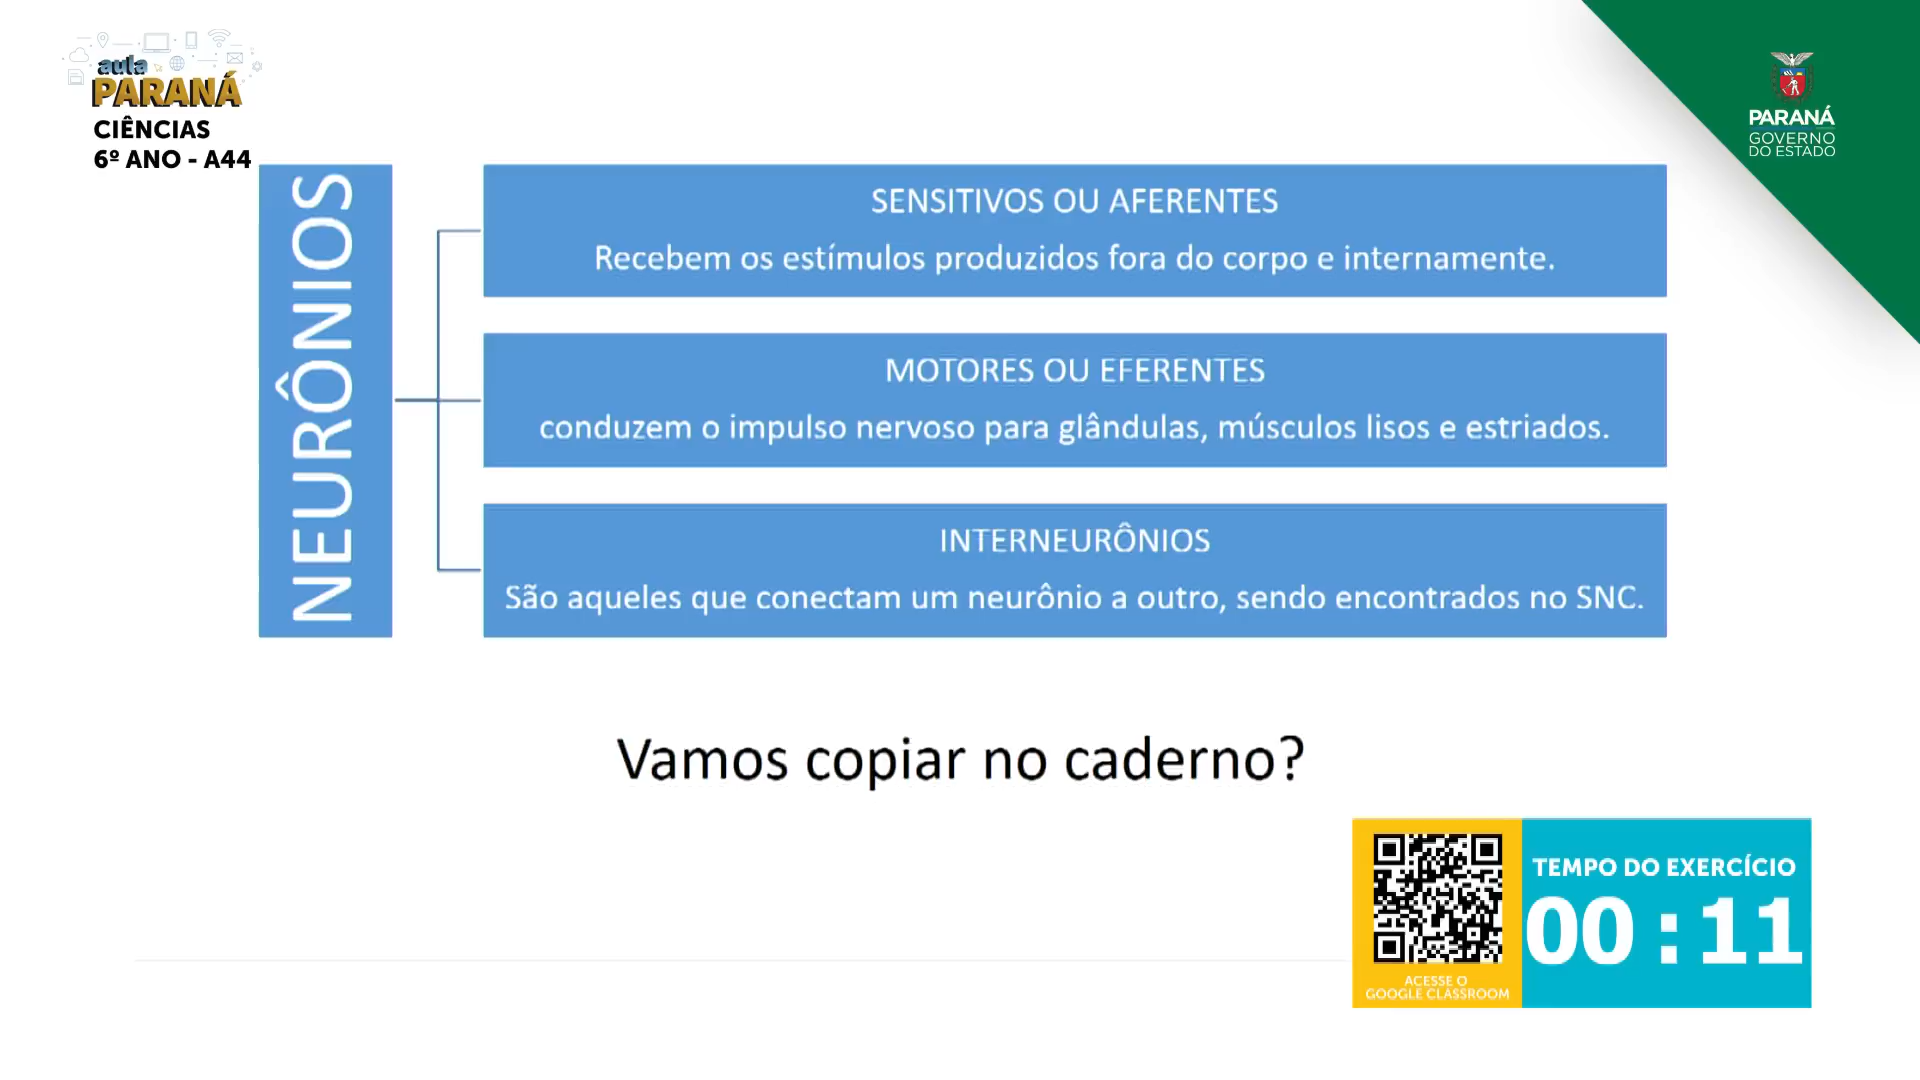 aula
PARANÁ
CIÊNCIAS
6º ANO - A44
PARANÁ
GOVERNO
DO ESTADO
NEURÔNIOS
SENSITIVOS OU AFERENTES
Recebem os estímulos produzidos fora do corpo e internamente.
MOTORES OU EFERENTES
conduzem o impulso nervoso para glândulas, músculos lisos e estriados.
INTERNEURÔNIOS
São aqueles que conectam um neurônio a outro, sendo encontrados no SNC.
Vamos copiar no caderno?
ACESSE O
GOOGLE CLASSROOM
TEMPO DO EXERCÍCIO
00 : 11